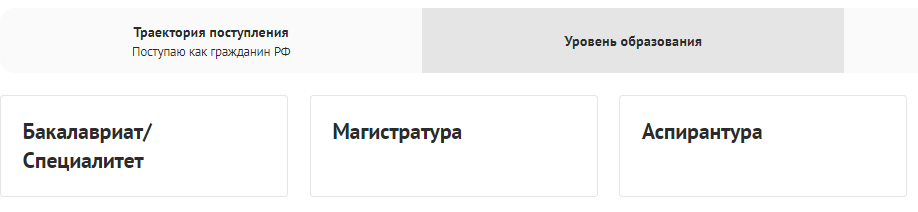 Траектория поступления
Поступаю как гражданин РФ
Уровень образования
Бакалавриат/
Специалитет
Магистратура
Аспирантура